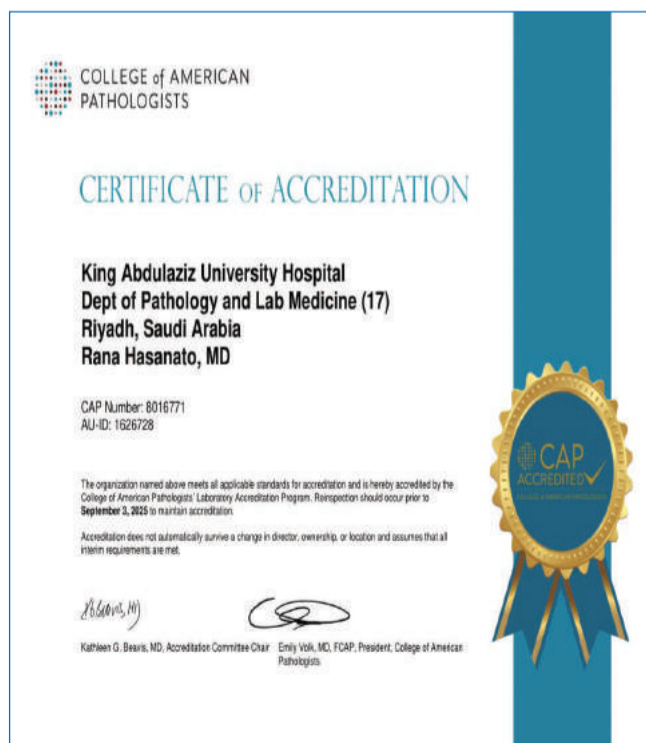 COLLEGE of AMERICAN
PATHOLOGISTS
CERTIFICATE OF ACCREDITATION
King Abdulaziz University Hospital
Dept of Pathology and Lab Medicine (17)
Riyadh, Saudi Arabia
Rana Hasanato, MD
CAP Number: 8016771
AU-ID: 1626728
The organization named above meets all applicable standards for accreditation and is hereby accredited by the
College of American Pathologists' Laboratory Accreditation Program. Reinspection should occur prior to
September 3, 2025 to maintain accreditation.
Accreditation does not automatically survive a change in director, ownership, or location and assumes that all
interim requirements are met.
Kathleen G. Beavis, MD, Accreditation Committee Chair
Emily Volk, MD, FCAP, President, College of American
Pathologists
CAP
ACCREDITED
COLLEGE of AMERICAN PATHOLOGISTS